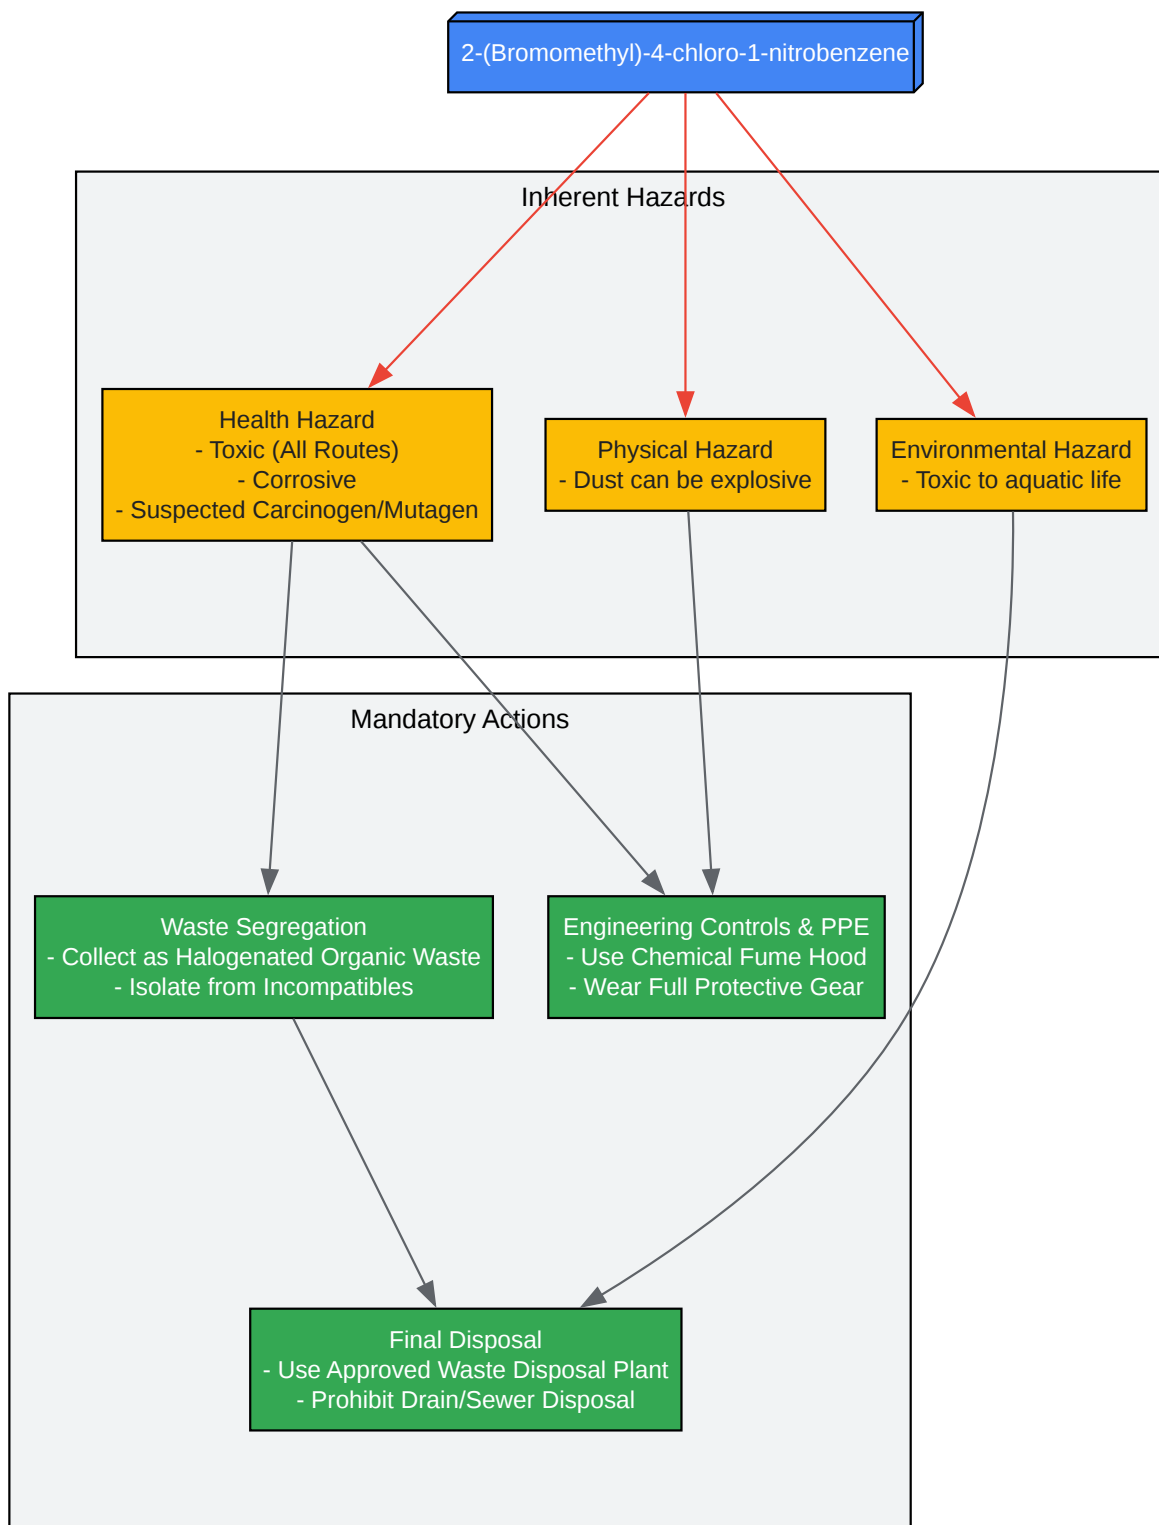 2-(Bromomethyl)-4-chloro-1-nitrobenzene
Inherent Hazards
Health Hazard
- Toxic (All Routes)
- Corrosive
- Suspected Carcinogen/Mutagen
Physical Hazard
- Dust can be explosive
Environmental Hazard
- Toxic to aquatic life
Mandatory Actions
Waste Segregation
- Collect as Halogenated Organic Waste
- Isolate from Incompatibles
Engineering Controls & PPE
- Use Chemical Fume Hood
- Wear Full Protective Gear
Final Disposal
- Use Approved Waste Disposal Plant
- Prohibit Drain/Sewer Disposal